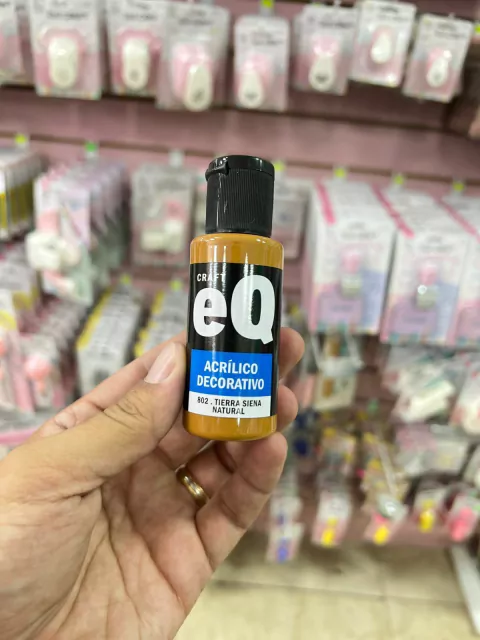 CRAFT
eQ
ACRÍLICO
DECORATIVO
802 . TIERRA SIENA
NATURAL